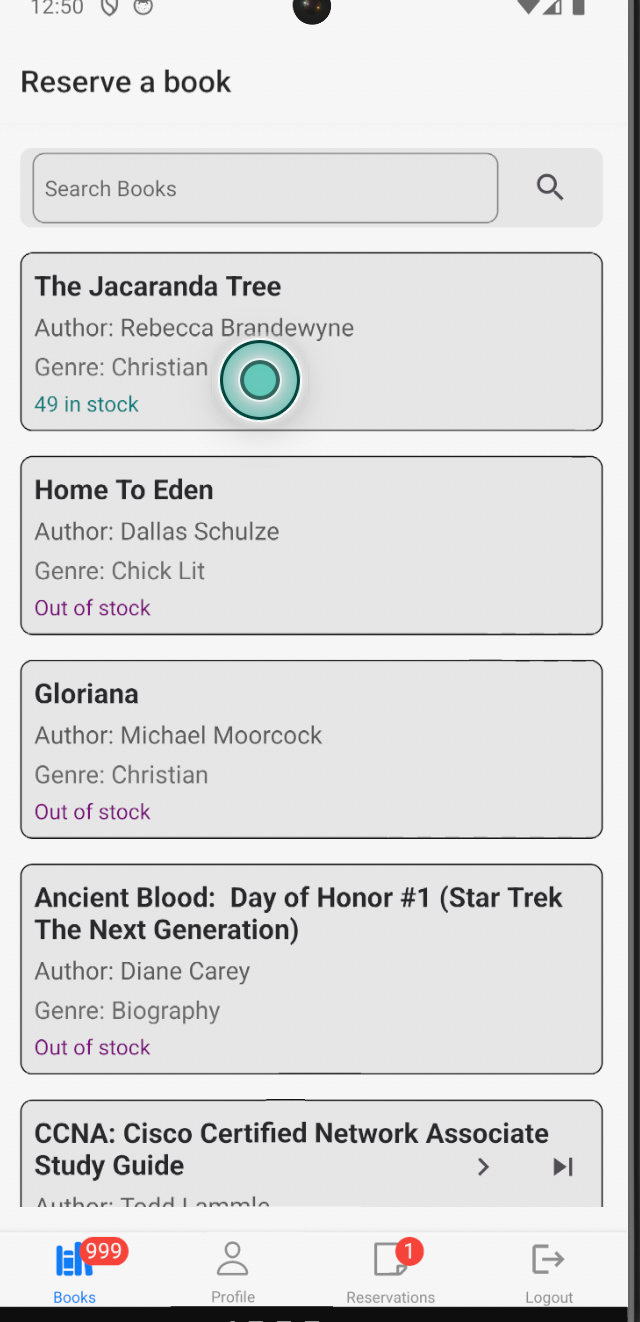 12:50
Reserve a book
Search Books
The Jacaranda Tree
Author: Rebecca Brandewyne
Genre: Christian
49 in stock
Home To Eden
Author: Dallas Schulze
Genre: Chick Lit
Out of stock
Gloriana
Author: Michael Moorcock
Genre: Christian
Out of stock
Ancient Blood:  Day of Honor #1 (Star Trek
The Next Generation)
Author: Diane Carey
Genre: Biography
Out of stock
CCNA: Cisco Certified Network Associate
Study Guide
Author: Todd Lammle
999
1
Books
Profile
Reservations
Logout